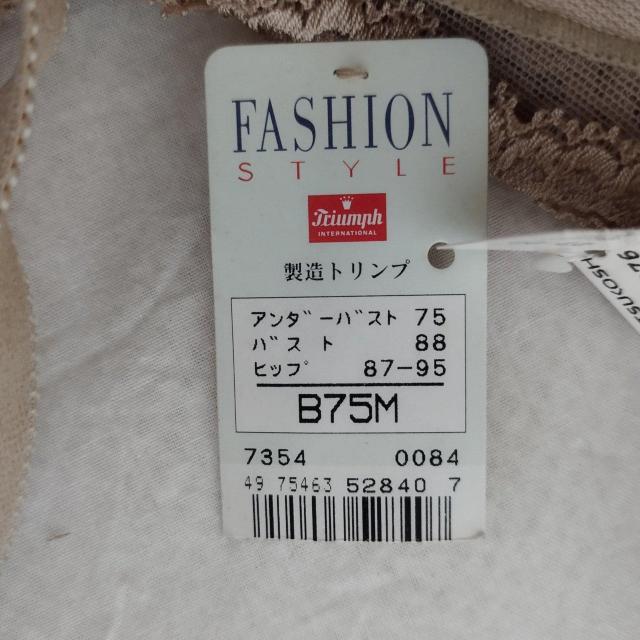 FASHION
STYLE
Triumph
INTERNATIONAL
製造トリンプ
アンダーバスト 75
バスト 88
ヒップ 87-95
B75M
7354 0084
49 75463 52840 7